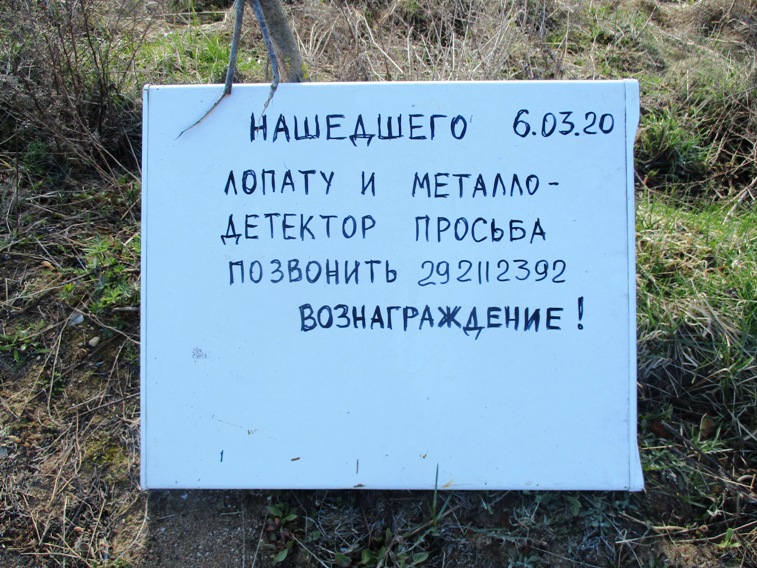 НАШЕДШЕГО 6.03.20
ЛОПАТУ И МЕТАЛЛО-
ДЕТЕКТОР ПРОСЬБА
ПОЗВОНИТЬ 292112392
ВОЗНАГРАЖДЕНИЕ!